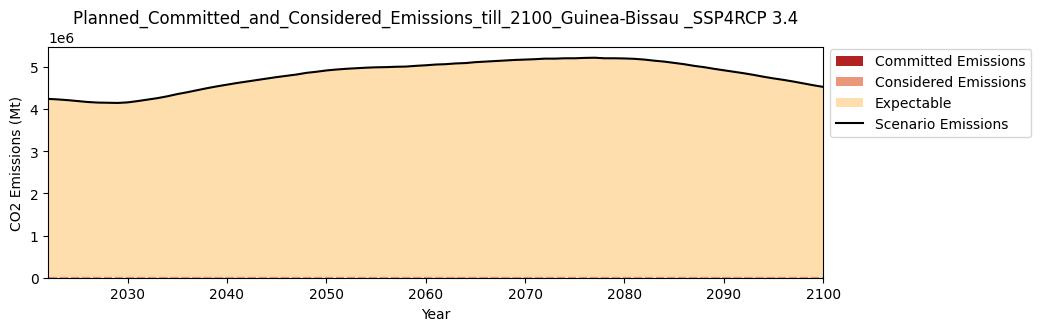 Planned_Committed_and_Considered_Emissions_till_2100_Guinea-Bissau _SSP4RCP 3.4
1e6
CO2 Emissions (Mt)
5
4
3
2
1
0
2030 2040 2050 2060 2070 2080 2090 2100
Year
Committed Emissions
Considered Emissions
Expectable
Scenario Emissions